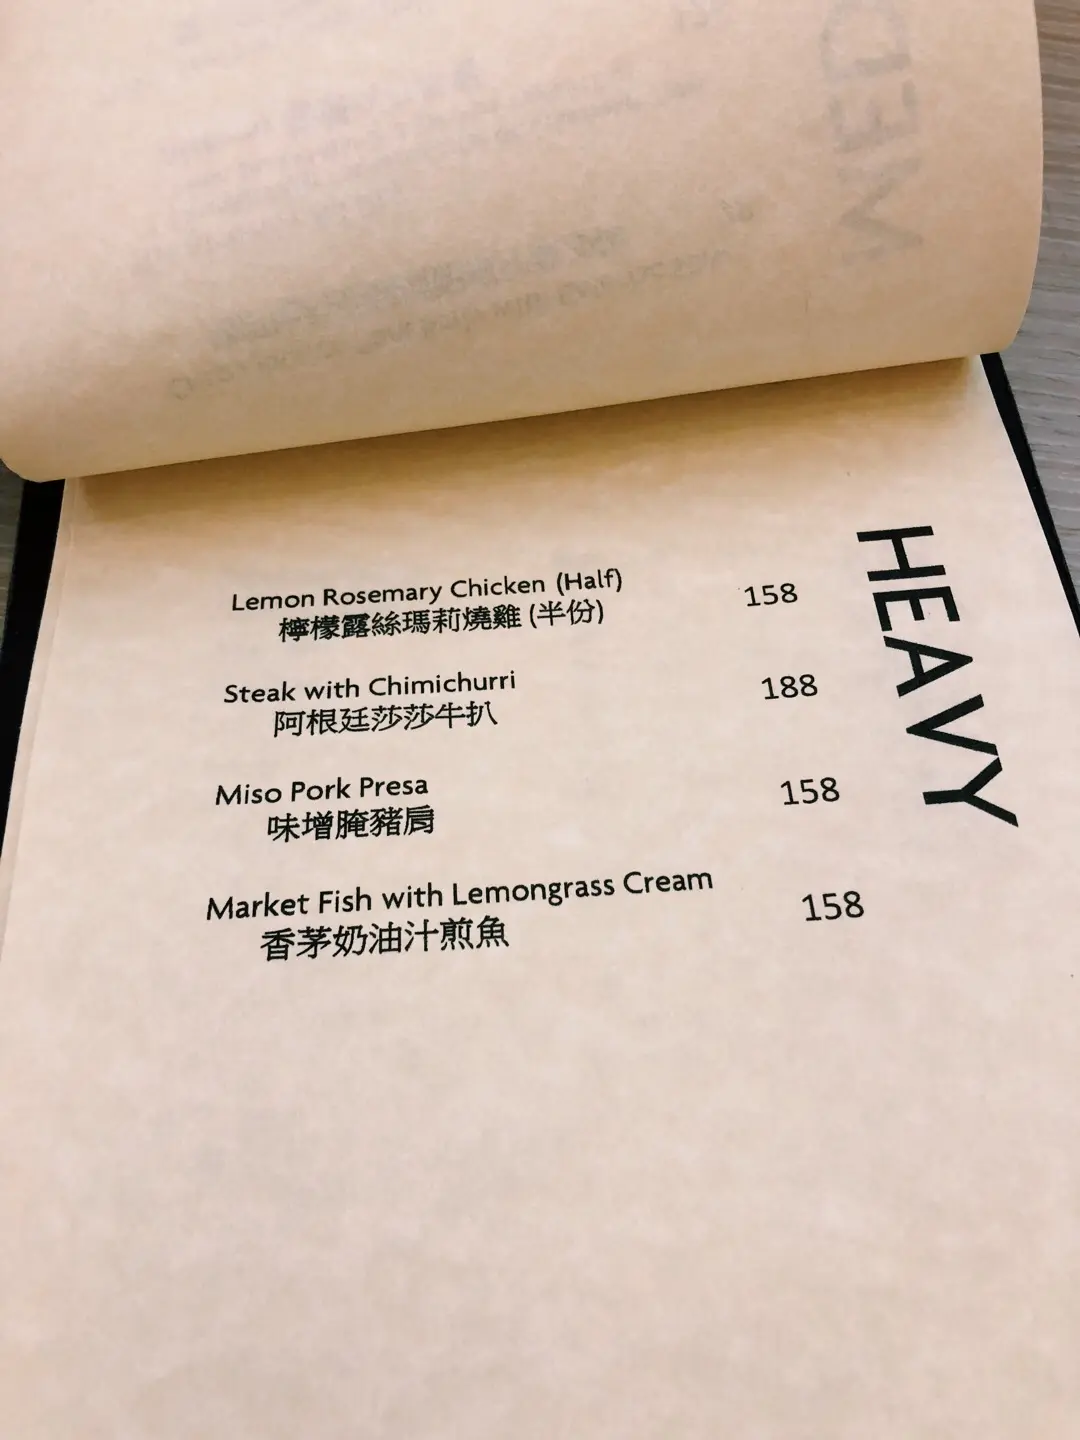 HEAVY
Lemon Rosemary Chicken (Half) 158
檸檬露絲瑪莉燒雞 (半份)
Steak with Chimichurri 188
阿根廷莎莎牛扒
Miso Pork Presa 158
味增腌豬肩
Market Fish with Lemongrass Cream 158
香茅奶油汁煎魚